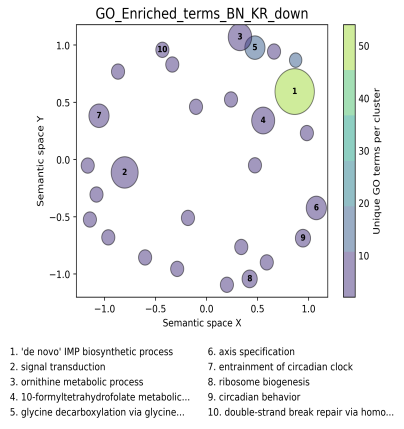 GO_Enriched_terms_BN_KR_down
1.0
0.5
0.0
−0.5
−1.0
Semantic space Y
−1.0
−0.5
0.0
0.5
1.0
Semantic space X
3
5
10
1
7
4
2
6
9
8
50
40
30
20
10
Unique GO terms per cluster
1. 'de novo' IMP biosynthetic process
2. signal transduction
3. ornithine metabolic process
4. 10-formyltetrahydrofolate metabolic...
5. glycine decarboxylation via glycine...
6. axis specification
7. entrainment of circadian clock
8. ribosome biogenesis
9. circadian behavior
10. double-strand break repair via homo...